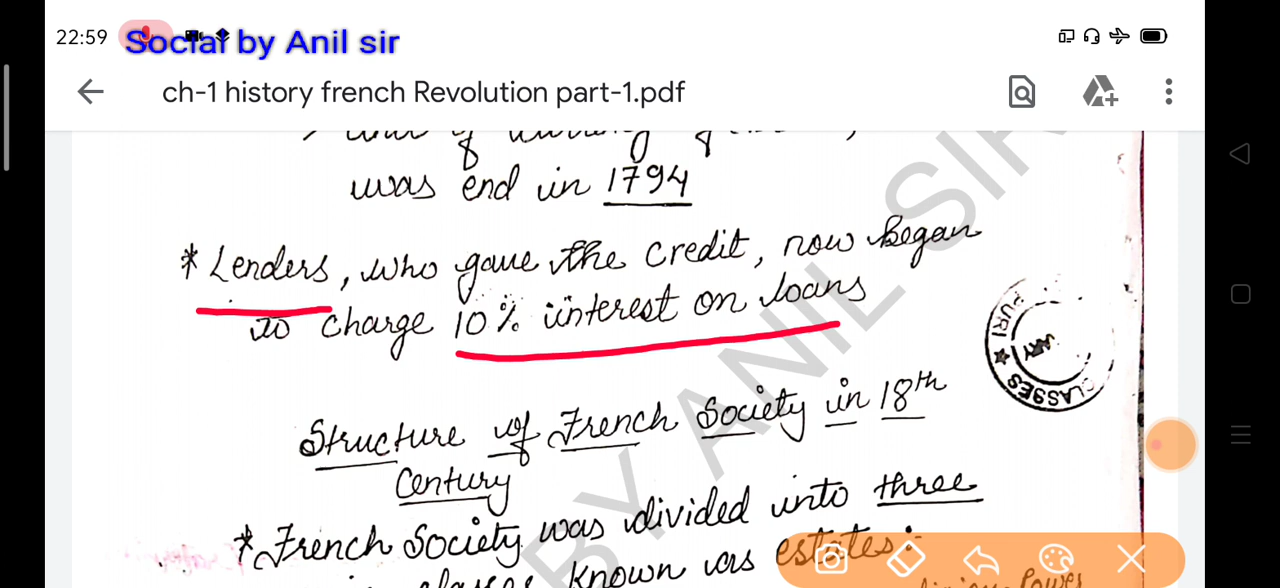 22:59
Social by Anil sir
ch-1 history french Revolution part-1.pdf
was end in 1794
* Lenders, who gave the credit, now began
to charge 10% interest on loans
PURI ★ CLASSES
Structure of French Society in 18th
Century
* French Society was divided into three
known as estates:
Power
BY ANIL SIR